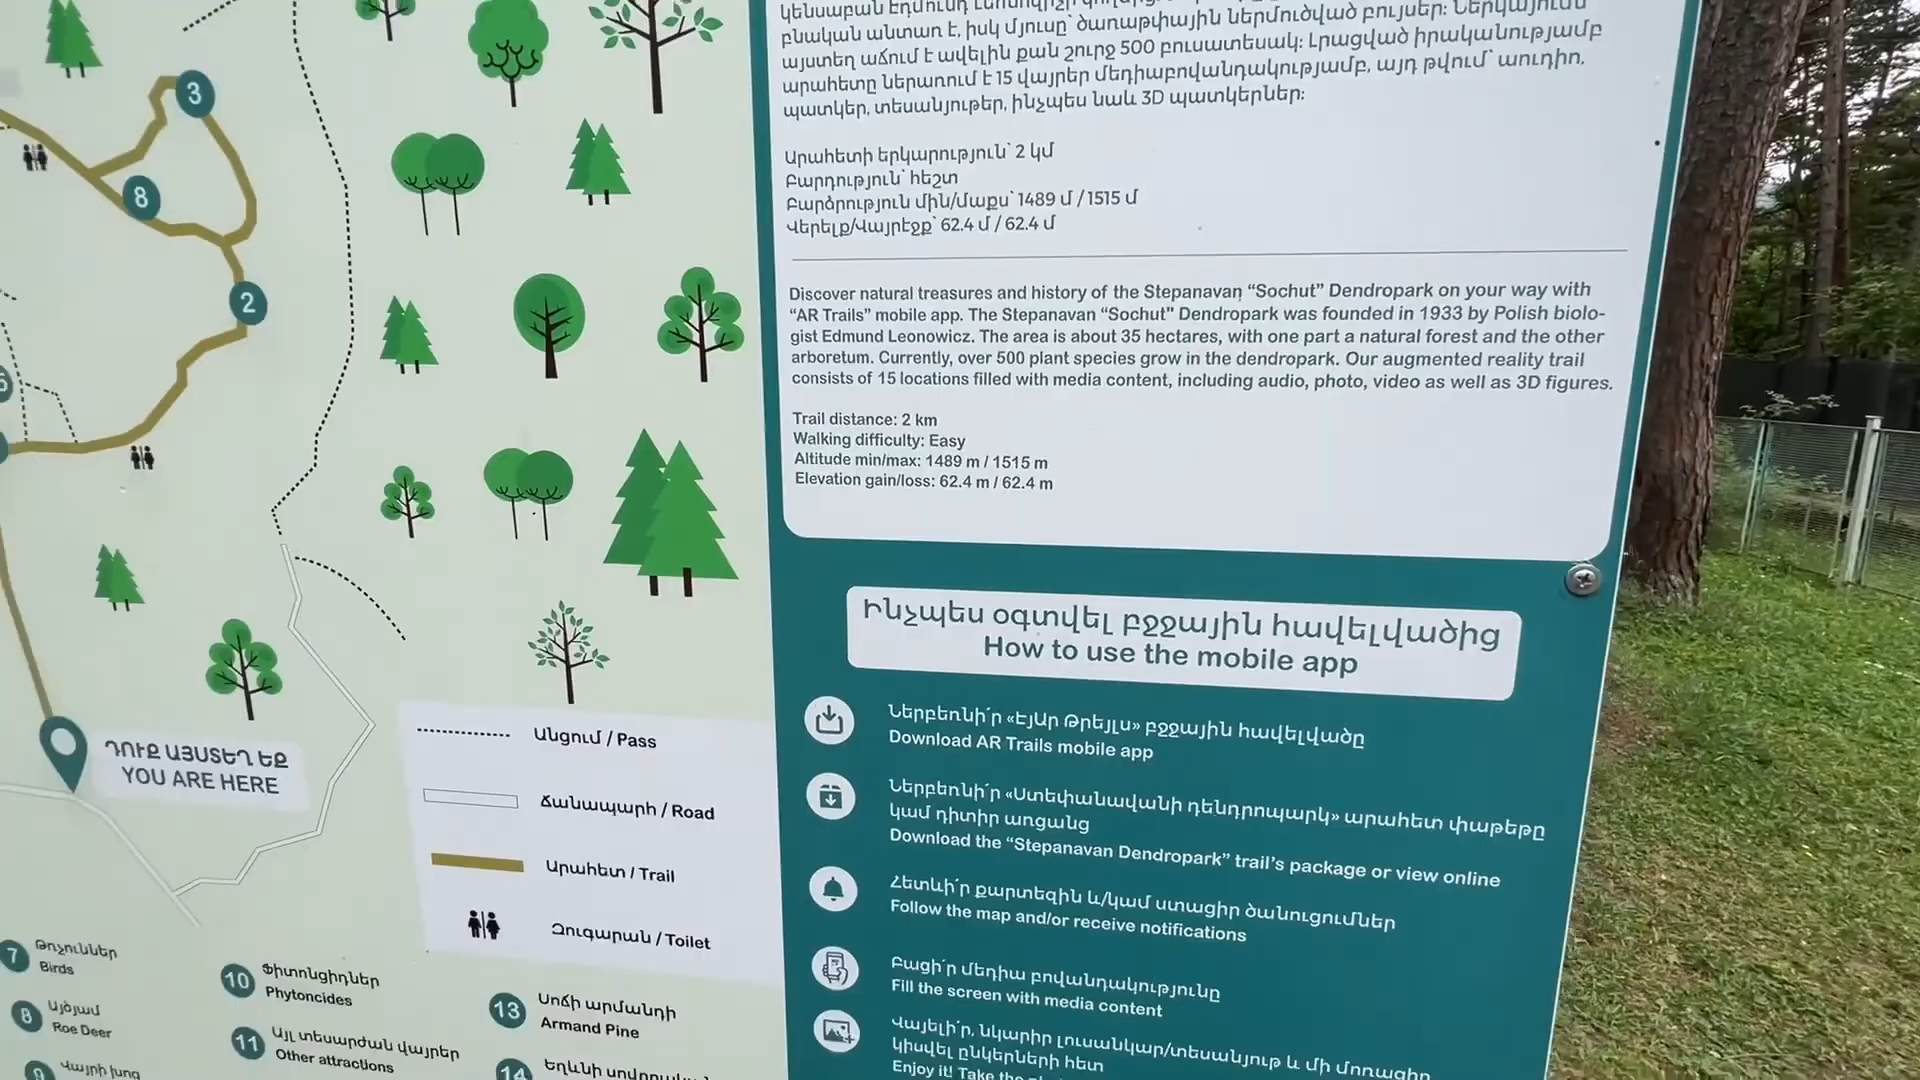 բնական անտառ է, իսկ մյուսը՝ ծառաթփային ներմուծված բույսեր: Ներկայումս
այստեղ աճում է ավելին քան շուրջ 500 բուսատեսակ: Լրացված իրականությամբ
արահետը ներառում է 15 վայրեր մեդիաբովանդակությամբ, այդ թվում՝ աուդիո,
պատկեր, տեսանյութեր, ինչպես նաև 3D պատկերներ:
Արահետի երկարություն՝ 2 կմ
Բարդություն՝ հեշտ
Բարձրություն մին/մաքս՝ 1489 մ / 1515 մ
Վերելք/Վայրէջք՝ 62.4 մ / 62.4 մ
Discover natural treasures and history of the Stepanavan “Sochut” Dendropark on your way with
“AR Trails” mobile app. The Stepanavan “Sochut” Dendropark was founded in 1933 by Polish biolo-
gist Edmund Leonowicz. The area is about 35 hectares, with one part a natural forest and the other
arboretum. Currently, over 500 plant species grow in the dendropark. Our augmented reality trail
consists of 15 locations filled with media content, including audio, photo, video as well as 3D figures.
Trail distance: 2 km
Walking difficulty: Easy
Altitude min/max: 1489 m / 1515 m
Elevation gain/loss: 62.4 m / 62.4 m
Ինչպես օգտվել բջջային հավելվածից
How to use the mobile app
Ներբեռնի՛ր «ԷյԱր Թրեյլս» բջջային հավելվածը
Download AR Trails mobile app
Ներբեռնի՛ր «Ստեփանավանի դենդրոպարկ» արահետ փաթեթը
կամ դիտիր առցանց
Download the “Stepanavan Dendropark” trail’s package or view online
Հետևի՛ր քարտեզին և/կամ ստացիր ծանուցումներ
Follow the map and/or receive notifications
Բացի՛ր մեդիա բովանդակությունը
Fill the screen with media content
Վայելի՛ր, նկարիր լուսանկար/տեսանյութ և մի մոռացիր
կիսվել ընկերների հետ
Enjoy it! Take the
3
8
2
ԴՈՒՔ ԱՅՍՏԵՂ ԵՔ
YOU ARE HERE
Անցում / Pass
Ճանապարհ / Road
Արահետ / Trail
Զուգարան / Toilet
7 Թռչուններ
Birds
8 Այծյամ
Roe Deer
9 Վայրի խոզ
10 Ֆիտոնցիդներ
Phytoncides
11 Այլ տեսարժան վայրեր
Other attractions
13 Սոճի արմանդի
Armand Pine
14 Եղևնի